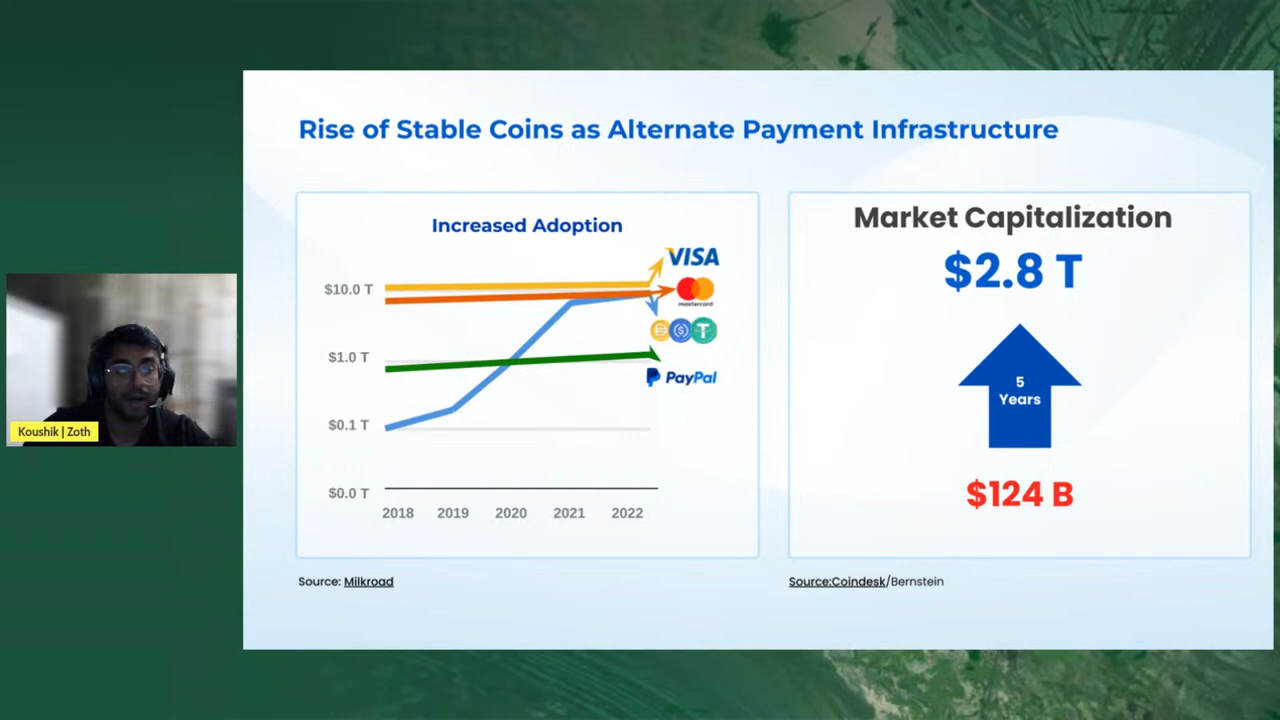 Rise of Stable Coins as Alternate Payment Infrastructure
Increased Adoption
VISA
$10.0 T
mastercard
$1.0 T
PayPal
$0.1 T
$0.0 T
2018 2019 2020 2021 2022
Source: Milkroad
Market Capitalization
$2.8 T
5
Years
$124 B
Source:Coindesk/Bernstein
Koushik | Zoth